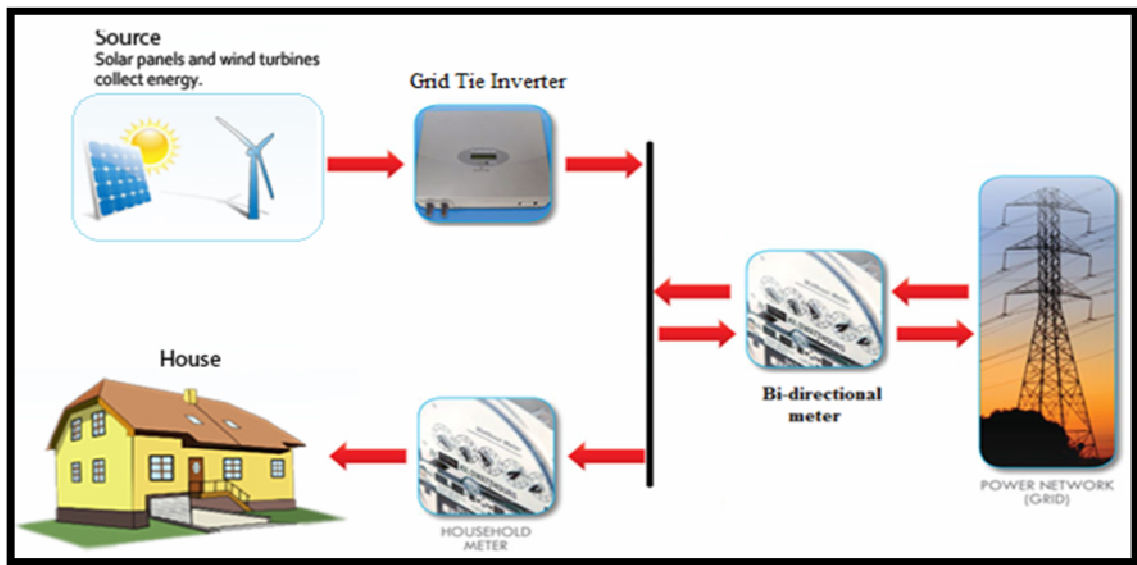 Source
Solar panels and wind turbines
collect energy.
Grid Tie Inverter
Bi-directional
meter
POWER NETWORK
(GRID)
House
HOUSEHOLD
METER